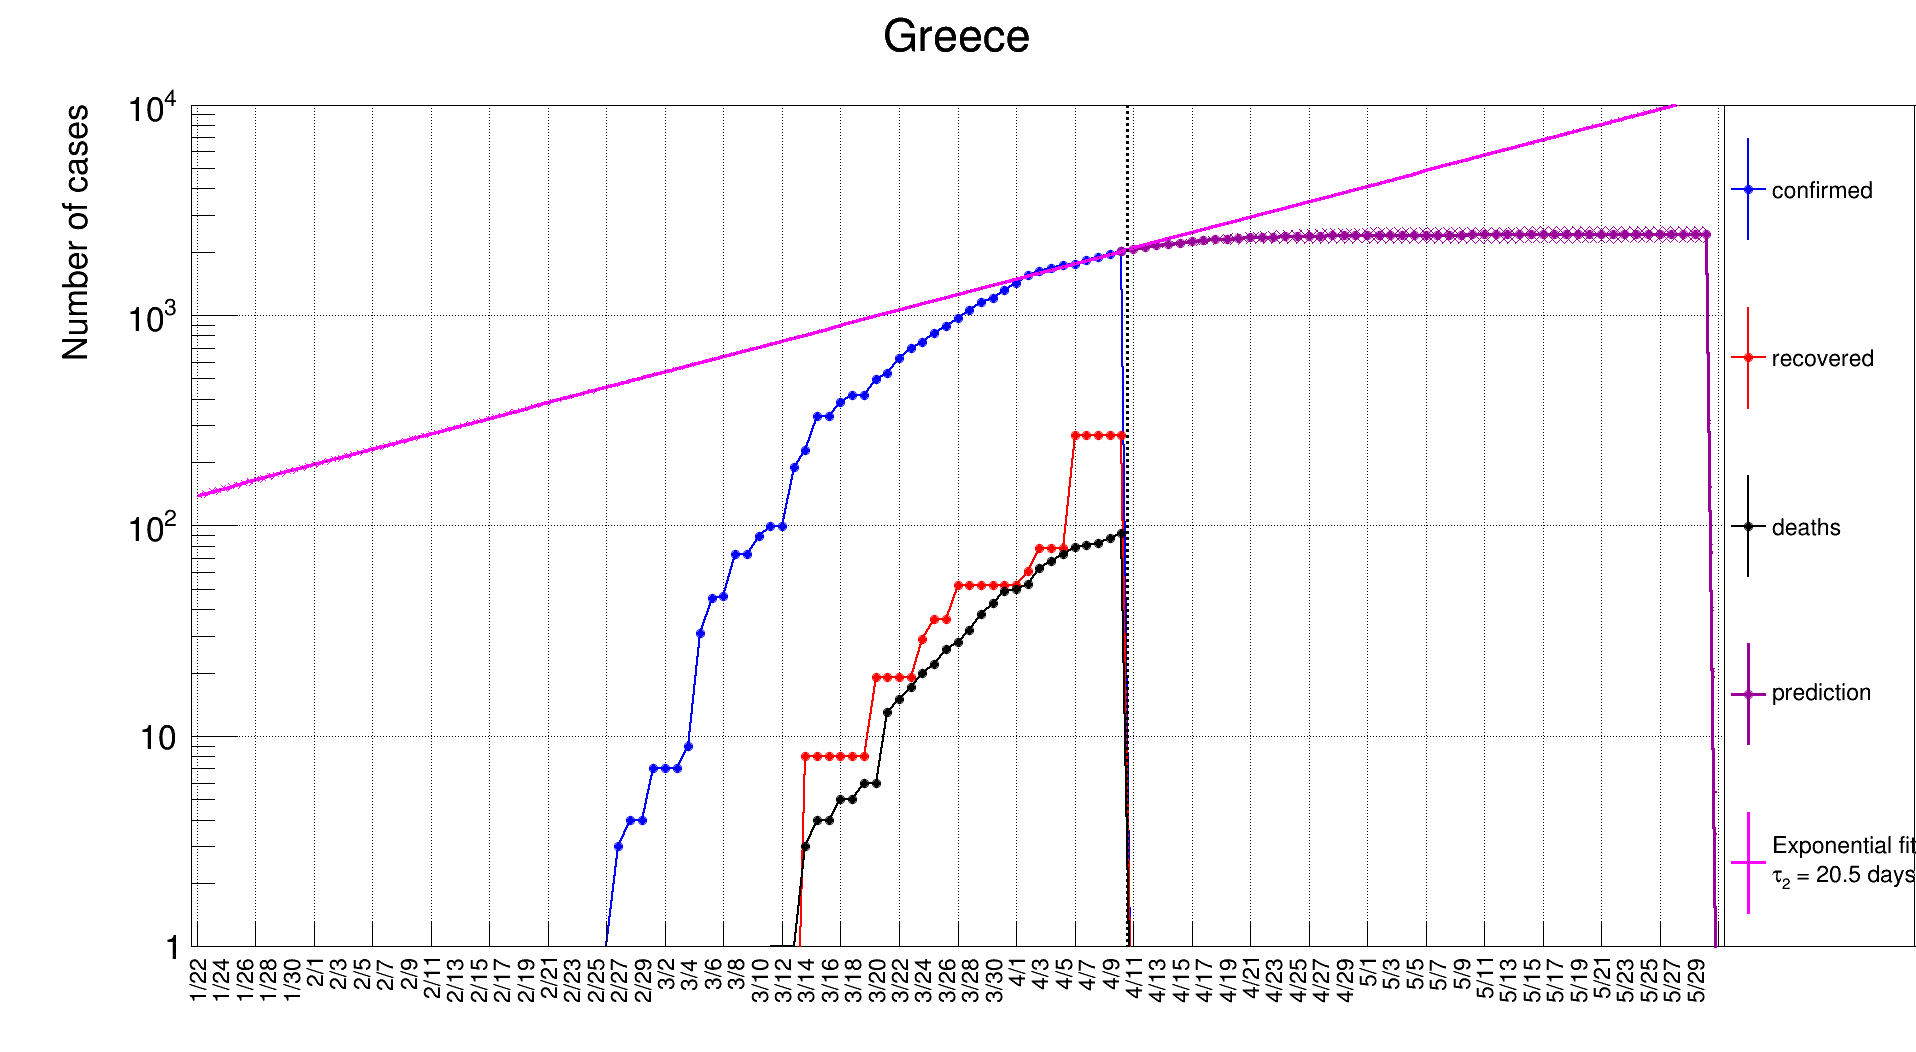 Greece
Number of cases
10⁴
10³
10²
10
1
1/22 1/24 1/26 1/28 1/30 2/1 2/3 2/5 2/7 2/9 2/11 2/13 2/15 2/17 2/19 2/21 2/23 2/25 2/27 2/29 3/2 3/4 3/6 3/8 3/10 3/12 3/14 3/16 3/18 3/20 3/22 3/24 3/26 3/28 3/30 4/1 4/3 4/5 4/7 4/9 4/11 4/13 4/15 4/17 4/19 4/21 4/23 4/25 4/27 4/29 5/1 5/3 5/5 5/7 5/9 5/11 5/13 5/15 5/17 5/19 5/21 5/23 5/25 5/27 5/29
confirmed
recovered
deaths
prediction
Exponential fit
τ₂ = 20.5 days